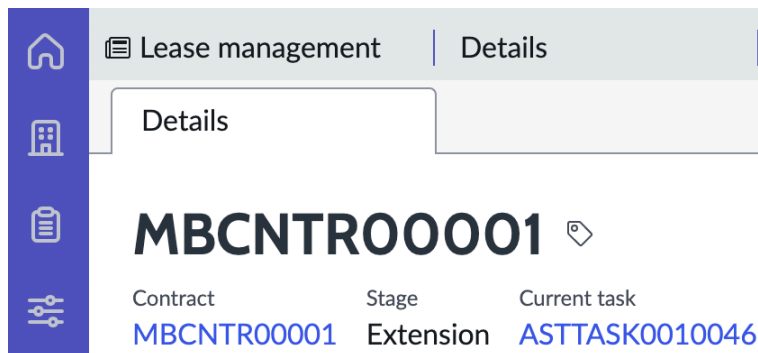 Lease management Details
Details
MBCNTR00001
Contract Stage Current task
MBCNTR00001 Extension ASTTASK0010046